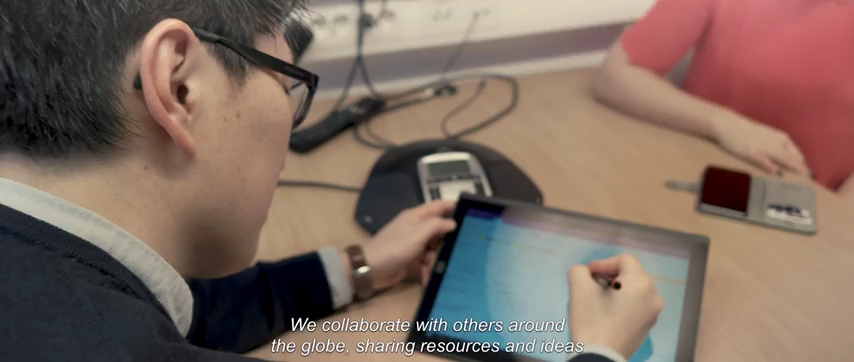 We collaborate with others around
the globe, sharing resources and ideas